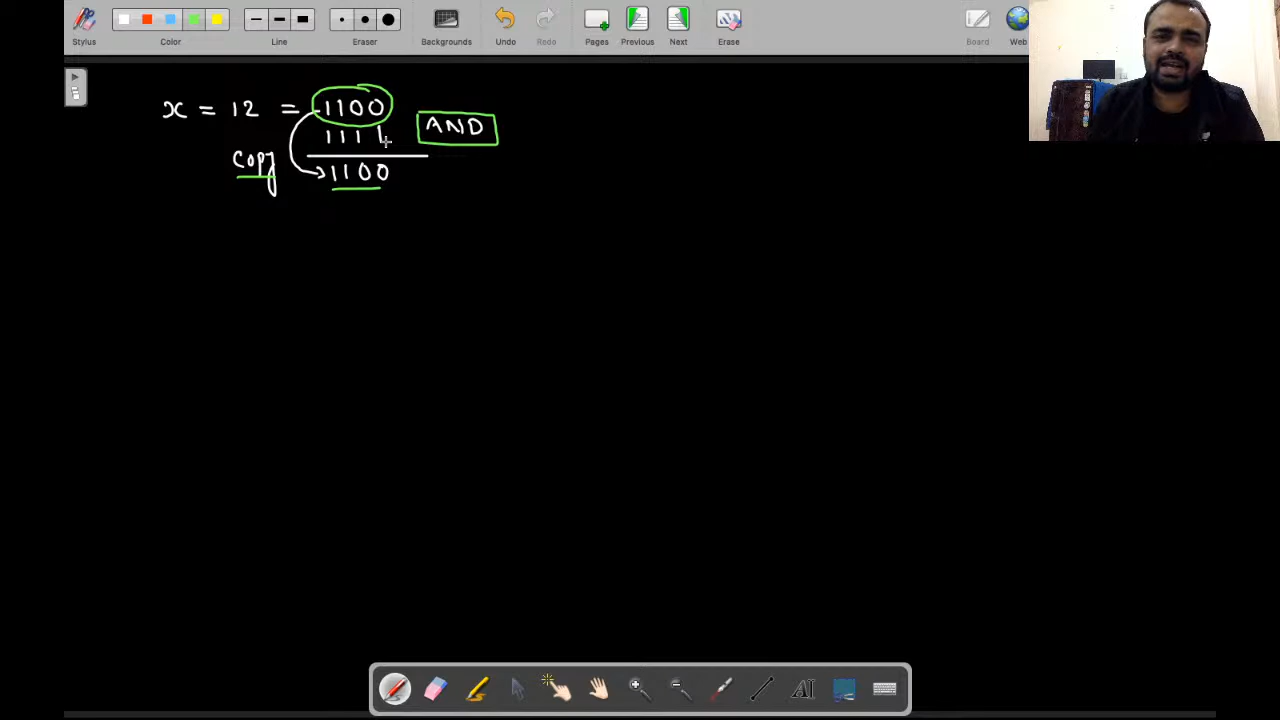 Stylus Color Line Eraser Backgrounds Undo Redo Pages Previous Next Erase Board Web
x = 12 = 1100
1111 AND
Copy 1100